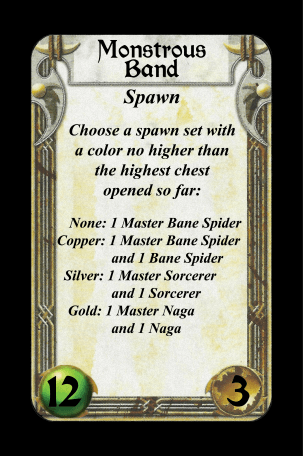 Monstrous
Band
Spawn
Choose a spawn set with
a color no higher than
the highest chest
opened so far:
None: 1 Master Bane Spider
Copper: 1 Master Bane Spider
and 1 Bane Spider
Silver: 1 Master Sorcerer
and 1 Sorcerer
Gold: 1 Master Naga
and 1 Naga
12
3